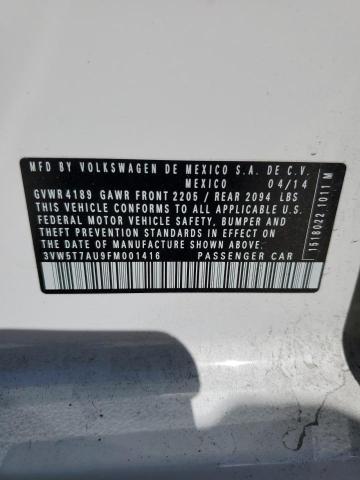 MFD BY VOLKSWAGEN DE MEXICO S.A. DE C.V.
MEXICO 04/14
GVWR 4189 GAWR FRONT 2205 / REAR 2094 LBS
THIS VEHICLE CONFORMS TO ALL APPLICABLE U.S.
FEDERAL MOTOR VEHICLE SAFETY, BUMPER AND
THEFT PREVENTION STANDARDS IN EFFECT ON THE
DATE OF MANUFACTURE SHOWN ABOVE
3VW5T7AU9FM001416 PASSENGER CAR
1518022 1011 M